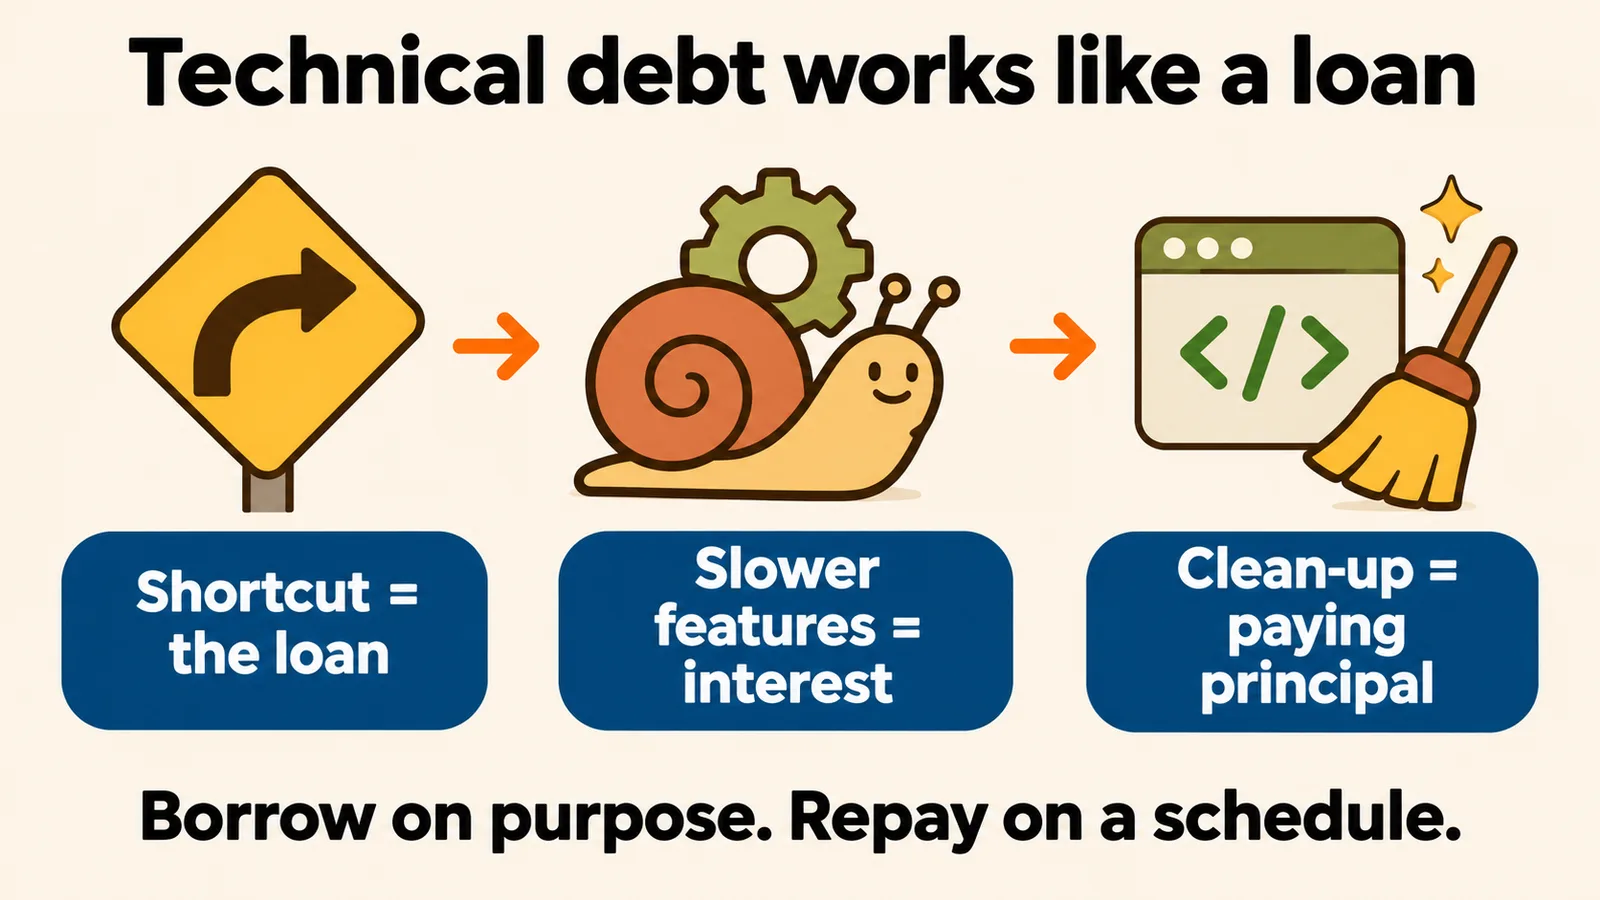 Technical debt works like a loan
</>
Shortcut =
the loan
Slower
features =
interest
Clean-up =
paying
principal
Borrow on purpose. Repay on a schedule.